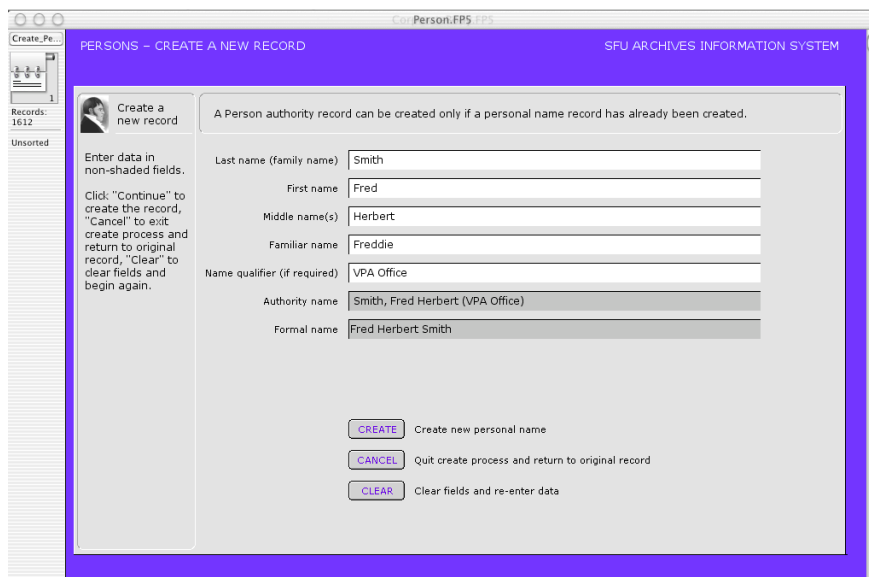 Person.FP5
Create_Pe...
1
Records:
1612
Unsorted
PERSONS – CREATE A NEW RECORD
SFU ARCHIVES INFORMATION SYSTEM
Create a
new record
A Person authority record can be created only if a personal name record has already been created.
Enter data in
non-shaded fields.
Click "Continue" to
create the record,
"Cancel" to exit
create process and
return to original
record, "Clear" to
clear fields and
begin again.
Last name (family name) Smith
First name Fred
Middle name(s) Herbert
Familiar name Freddie
Name qualifier (if required) VPA Office
Authority name Smith, Fred Herbert (VPA Office)
Formal name Fred Herbert Smith
CREATE Create new personal name
CANCEL Quit create process and return to original record
CLEAR Clear fields and re-enter data